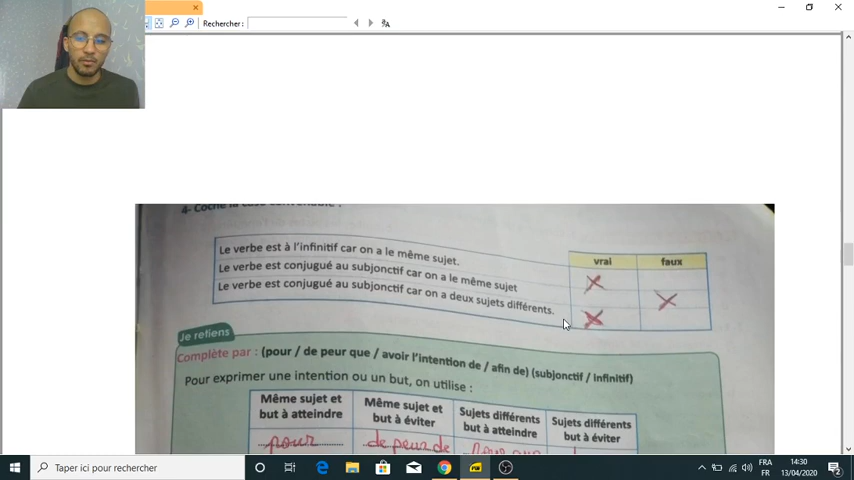 Rechercher :
4- Coche la case convenable :
Le verbe est à l'infinitif car on a le même sujet.
Le verbe est conjugué au subjonctif car on a le même sujet
Le verbe est conjugué au subjonctif car on a deux sujets différents.
vrai faux
X
X
X
Je retiens
Complète par : (pour / de peur que / avoir l'intention de / afin de) (subjonctif / infinitif)
Pour exprimer une intention ou un but, on utilise :
Même sujet et but à atteindre
Même sujet et but à éviter
Sujets différents but à atteindre
Sujets différents but à éviter
pour de peur de pour que
Taper ici pour rechercher
FRA
FR
14:30
13/04/2020
2